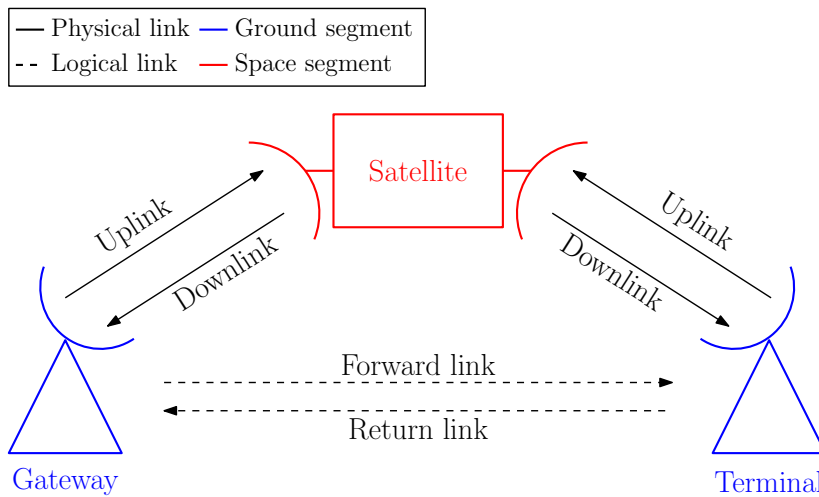 Physical link Ground segment
Logical link Space segment
Satellite
Uplink
Uplink
Downlink
Downlink
Forward link
Return link
Gateway
Terminal